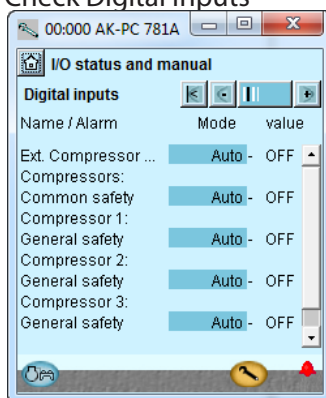 Check Digital Inputs
00:000 AK-PC 781A
I/O status and manual
Digital inputs
Name / Alarm Mode value
Ext. Compressor ... Auto - OFF
Compressors:
Common safety Auto - OFF
Compressor 1:
General safety Auto - OFF
Compressor 2:
General safety Auto - OFF
Compressor 3:
General safety Auto - OFF